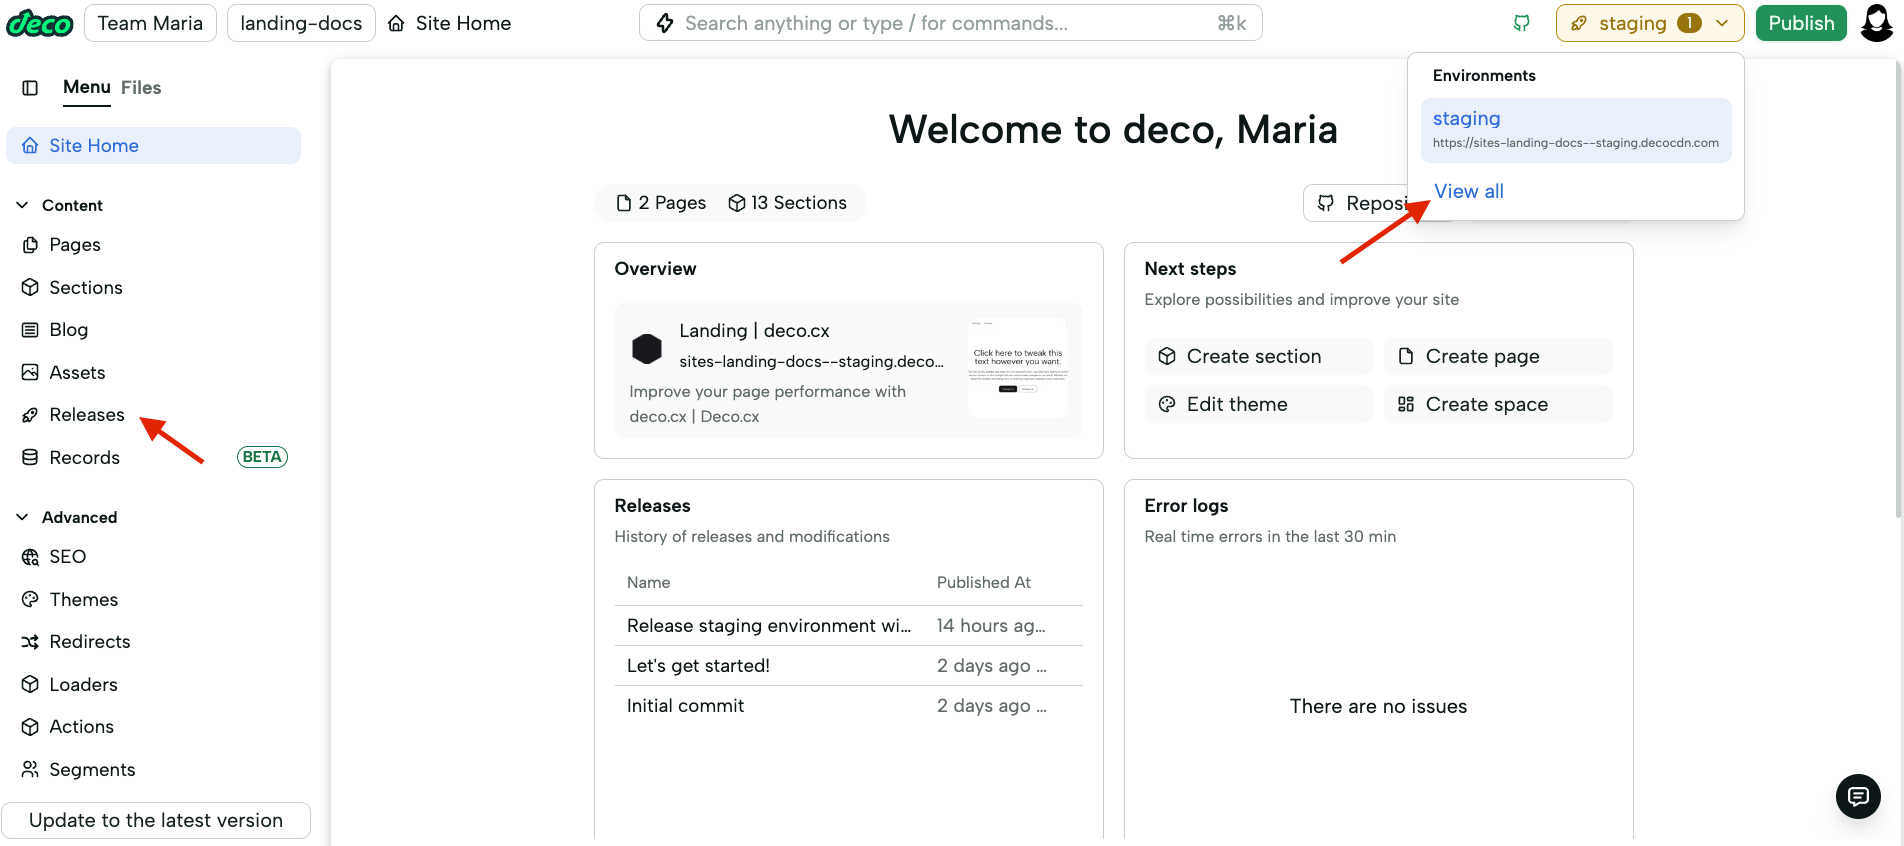 deco
Team Maria
landing-docs
Site Home
Search anything or type / for commands...
⌘k
staging
1
Publish
Menu
Files
Site Home
Content
Pages
Sections
Blog
Assets
Releases
Records
BETA
Advanced
SEO
Themes
Redirects
Loaders
Actions
Segments
Update to the latest version
Environments
staging
https://sites-landing-docs--staging.decocdn.com
View all
Welcome to deco, Maria
2 Pages
13 Sections
Reposi
Overview
Landing | deco.cx
sites-landing-docs--staging.deco...
Improve your page performance with
deco.cx | Deco.cx
Click here to tweak this
text however you want.
Next steps
Explore possibilities and improve your site
Create section
Create page
Edit theme
Create space
Releases
History of releases and modifications
Name
Published At
Release staging environment wi...
14 hours ag...
Let's get started!
2 days ago ...
Initial commit
2 days ago ...
Error logs
Real time errors in the last 30 min
There are no issues